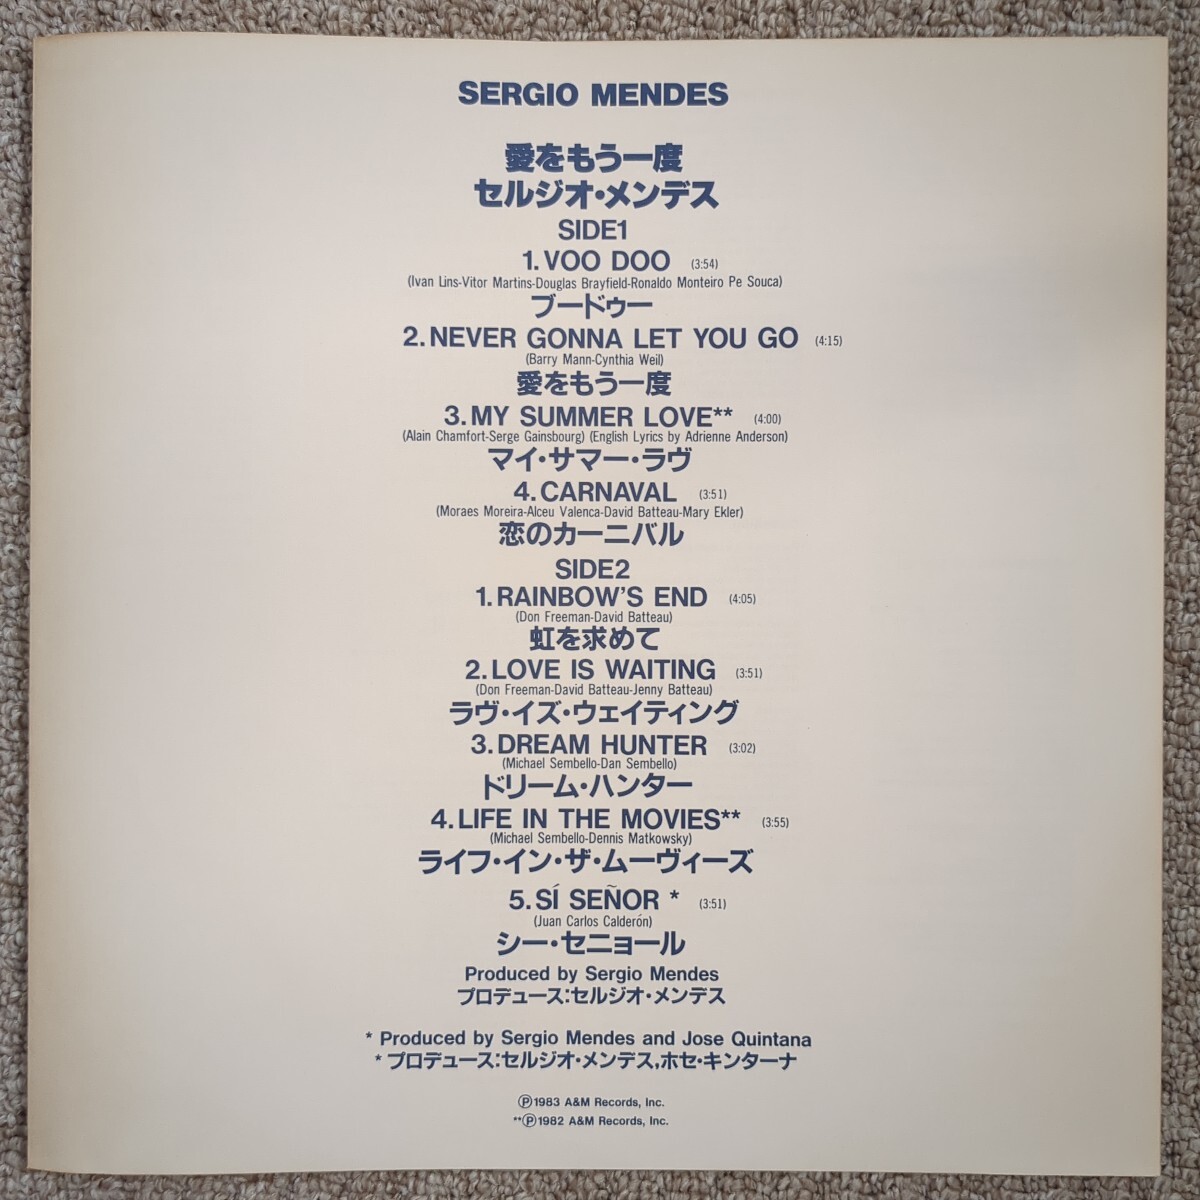 SERGIO MENDES
愛をもう一度
セルジオ・メンデス
SIDE1
1. VOO DOO (3:54)
(Ivan Lins-Vitor Martins-Douglas Brayfield-Ronaldo Monteiro Pe Souca)
ブードゥー
2. NEVER GONNA LET YOU GO (4:15)
(Barry Mann-Cynthia Weil)
愛をもう一度
3. MY SUMMER LOVE** (4:00)
(Alain Chamfort-Serge Gainsbourg) (English Lyrics by Adrienne Anderson)
マイ・サマー・ラヴ
4. CARNAVAL (3:51)
(Moraes Moreira-Alceu Valenca-David Batteau-Mary Ekler)
恋のカーニバル
SIDE2
1. RAINBOW'S END (4:05)
(Don Freeman-David Batteau)
虹を求めて
2. LOVE IS WAITING (3:51)
(Don Freeman-David Batteau-Jenny Batteau)
ラヴ・イズ・ウェイティング
3. DREAM HUNTER (3:02)
(Michael Sembello-Dan Sembello)
ドリーム・ハンター
4. LIFE IN THE MOVIES** (3:55)
(Michael Sembello-Dennis Matkowsky)
ライフ・イン・ザ・ムーヴィーズ
5. SÍ SEÑOR * (3:51)
(Juan Carlos Calderón)
シー・セニョール
Produced by Sergio Mendes
プロデュース:セルジオ・メンデス
* Produced by Sergio Mendes and Jose Quintana
* プロデュース:セルジオ・メンデス,ホセ・キンターナ
℗1983 A&M Records, Inc.
**℗1982 A&M Records, Inc.